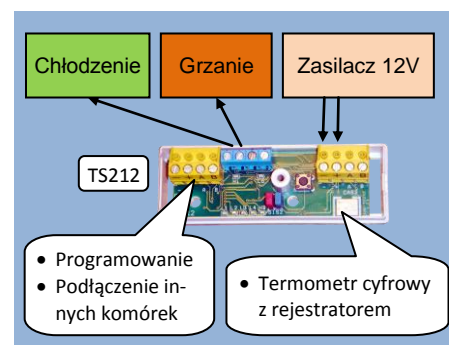 Chłodzenie
Grzanie
Zasilacz 12V
TS212
• Programowanie
• Podłączenie in-
nych komórek
• Termometr cyfrowy
z rejestratorem